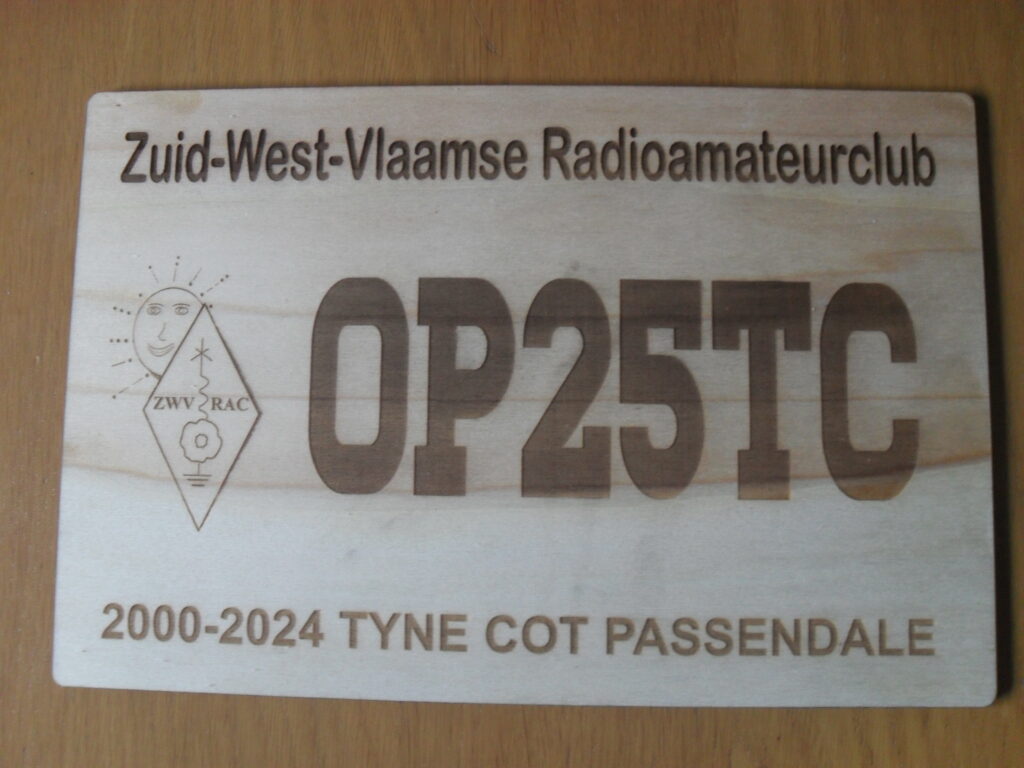 Zuid-West-Vlaamse Radioamateurclub
OP25TC
ZWV RAC
2000-2024 TYNE COT PASSENDALE